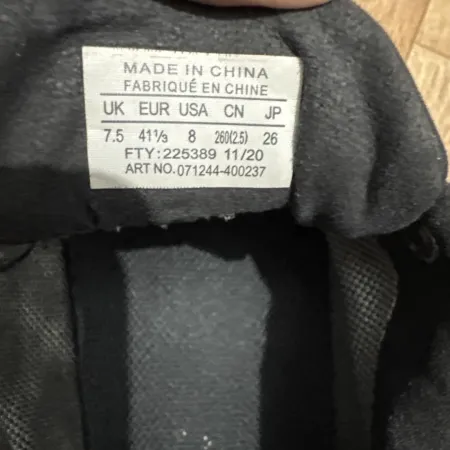 MADE IN CHINA
FABRIQUÉ EN CHINE
UK EUR USA CN JP
7.5 41⅓ 8 260(2.5) 26
FTY:225389 11/20
ART NO.071244-400237